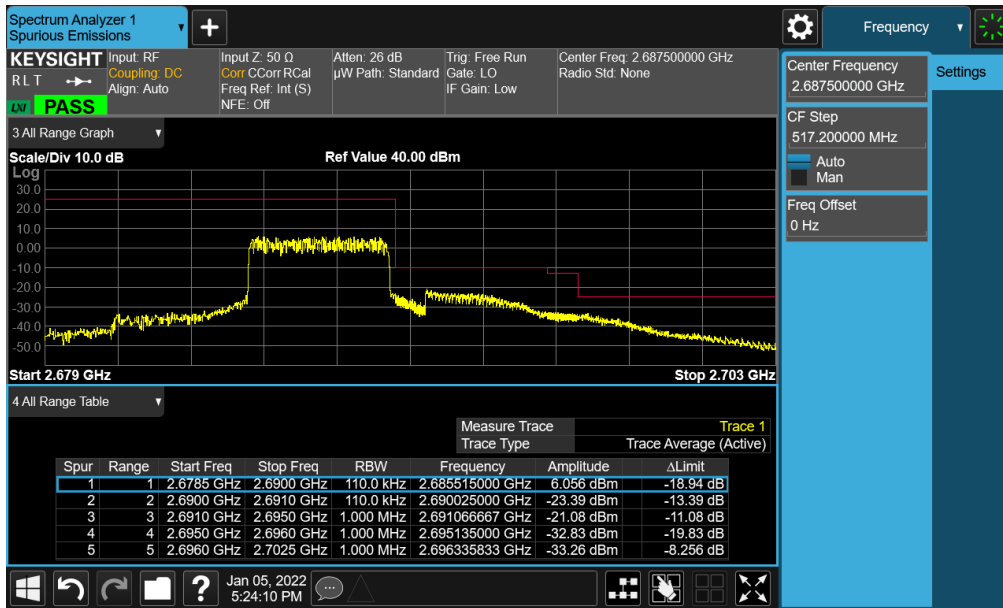 Spectrum Analyzer 1
Spurious Emissions
+
Frequency
KEYSIGHT
RLT
LXI PASS
Input: RF
Coupling: DC
Align: Auto
Input Z: 50 Ω
Corr CCorr RCal
Freq Ref: Int (S)
NFE: Off
Atten: 26 dB
µW Path: Standard
Trig: Free Run
Gate: LO
IF Gain: Low
Center Freq: 2.687500000 GHz
Radio Std: None
Center Frequency
2.687500000 GHz
Settings
CF Step
517.200000 MHz
Auto
Man
Freq Offset
0 Hz
3 All Range Graph
Scale/Div 10.0 dB Ref Value 40.00 dBm
Log
30.0
20.0
10.0
0.00
-10.0
-20.0
-30.0
-40.0
-50.0
Start 2.679 GHz Stop 2.703 GHz
4 All Range Table
Measure Trace Trace 1
Trace Type Trace Average (Active)
Spur Range Start Freq Stop Freq RBW Frequency Amplitude ΔLimit
1 1 2.6785 GHz 2.6900 GHz 110.0 kHz 2.685515000 GHz 6.056 dBm -18.94 dB
2 2 2.6900 GHz 2.6910 GHz 110.0 kHz 2.690025000 GHz -23.39 dBm -13.39 dB
3 3 2.6910 GHz 2.6950 GHz 1.000 MHz 2.691066667 GHz -21.08 dBm -11.08 dB
4 4 2.6950 GHz 2.6960 GHz 1.000 MHz 2.695135000 GHz -32.83 dBm -19.83 dB
5 5 2.6960 GHz 2.7025 GHz 1.000 MHz 2.696335833 GHz -33.26 dBm -8.256 dB
?
Jan 05, 2022
5:24:10 PM